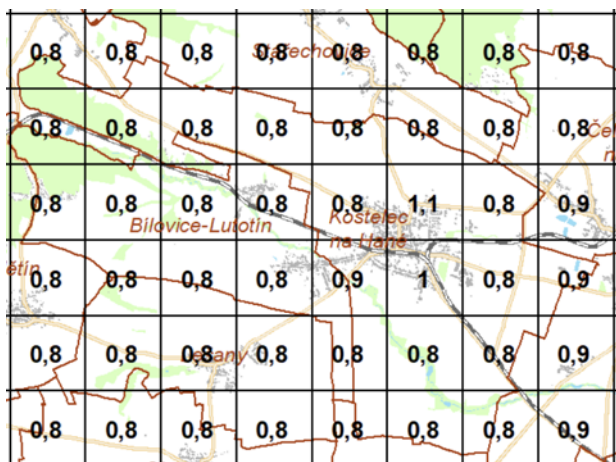 0,8 0,8 0,8 0,8 0,8 0,8 0,8 0,8
Stařechovice
0,8 0,8 0,8 0,8 0,8 0,8 0,8 0,8
0,8 0,8 0,8 0,8 0,8 1,1 0,8 0,9
Bílovice-Lutotín
Kostelec
na Hané
0,8 0,8 0,8 0,8 0,9 1 0,8 0,9
ětín
0,8 0,8 0,8 0,8 0,8 0,8 0,8 0,9
0,8 0,8 0,8 0,8 0,8 0,8 0,8 0,9